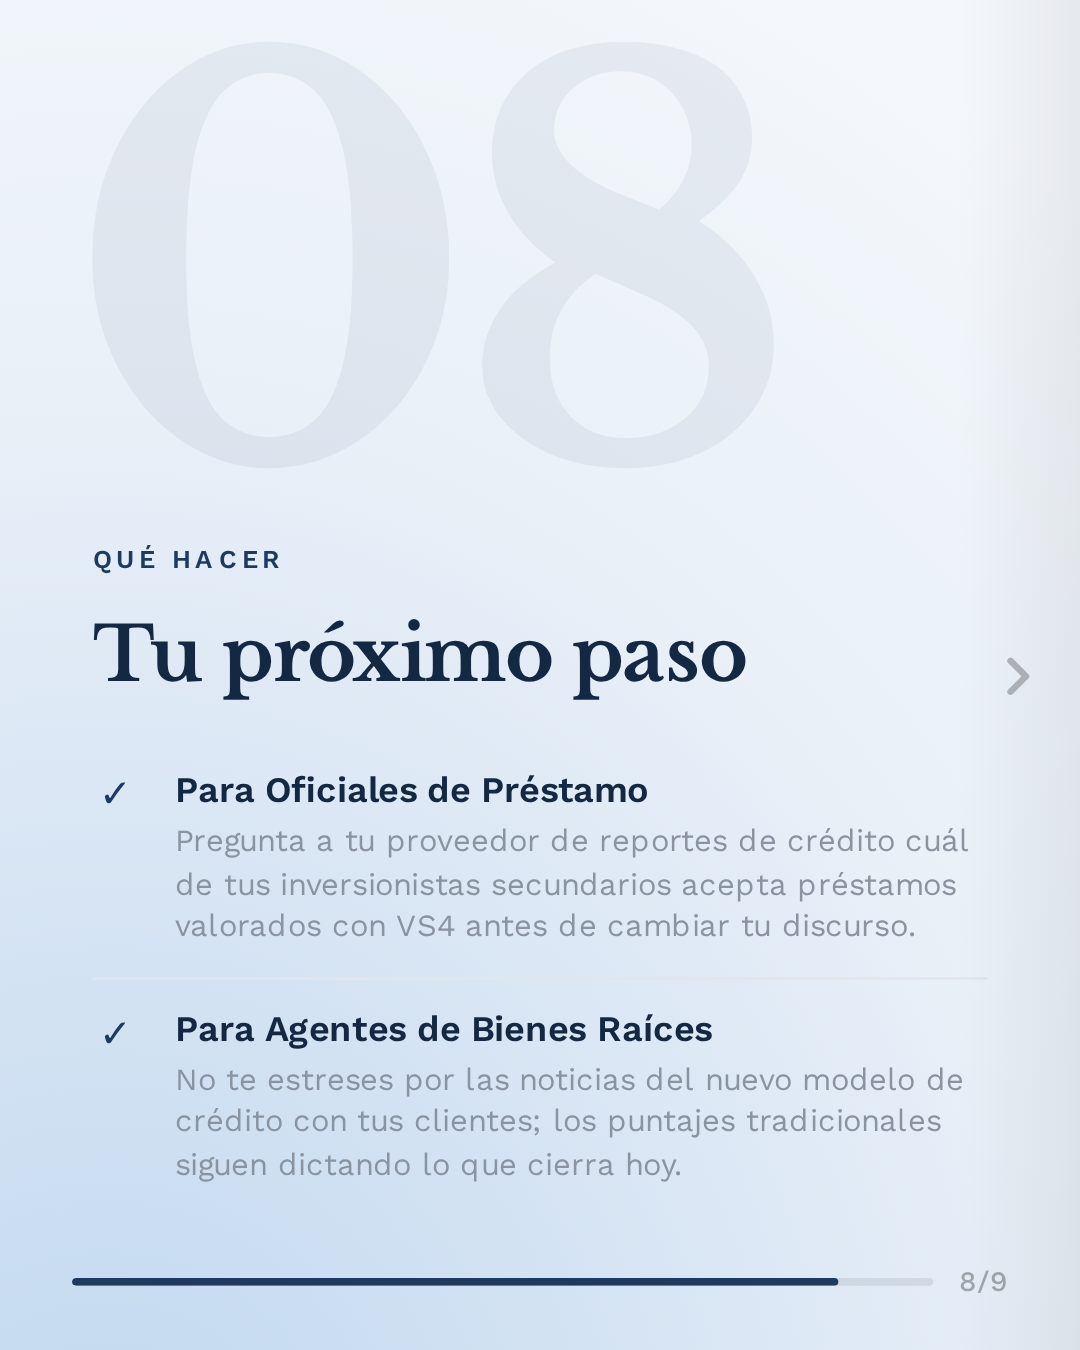 08
QUÉ HACER
Tu próximo paso
✓ Para Oficiales de Préstamo
Pregunta a tu proveedor de reportes de crédito cuál
de tus inversionistas secundarios acepta préstamos
valorados con VS4 antes de cambiar tu discurso.
✓ Para Agentes de Bienes Raíces
No te estreses por las noticias del nuevo modelo de
crédito con tus clientes; los puntajes tradicionales
siguen dictando lo que cierra hoy.
8/9